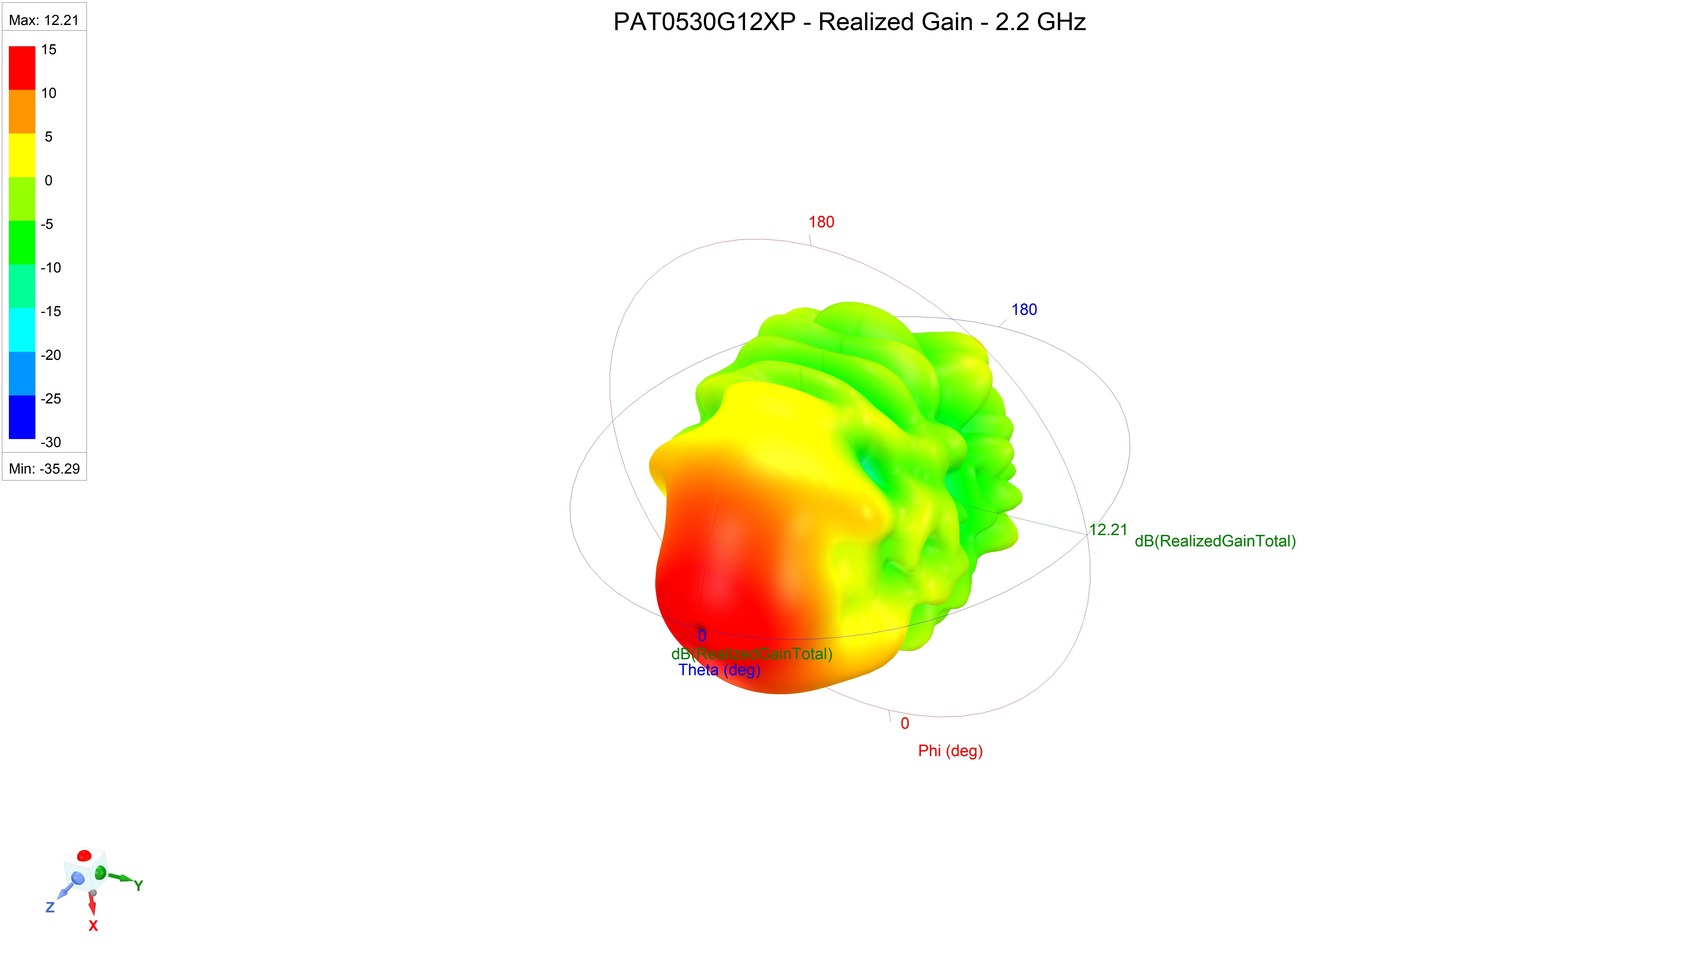 PAT0530G12XP - Realized Gain - 2.2 GHz
Max: 12.21
15
10
5
0
-5
-10
-15
-20
-25
-30
Min: -35.29
180
180
12.21
dB(RealizedGainTotal)
0
dB(RealizedGainTotal)
Theta (deg)
0
Phi (deg)
Y
Z
X